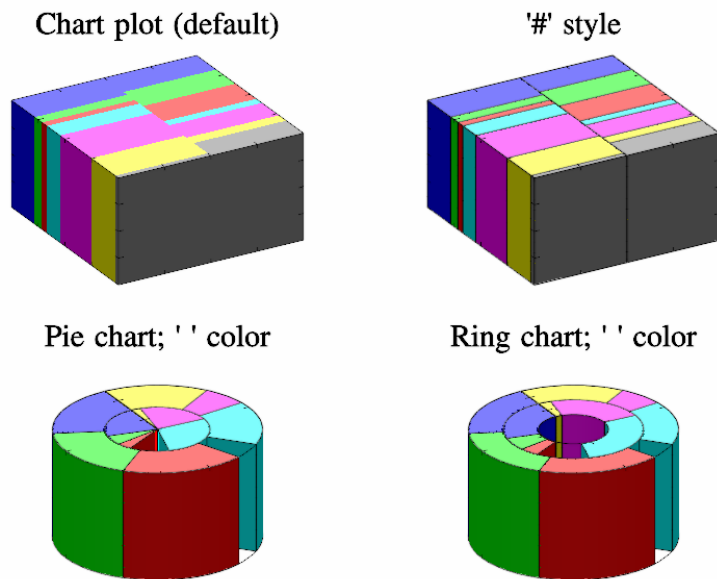 Chart plot (default)
'#' style
Pie chart; ' ' color
Ring chart; ' ' color